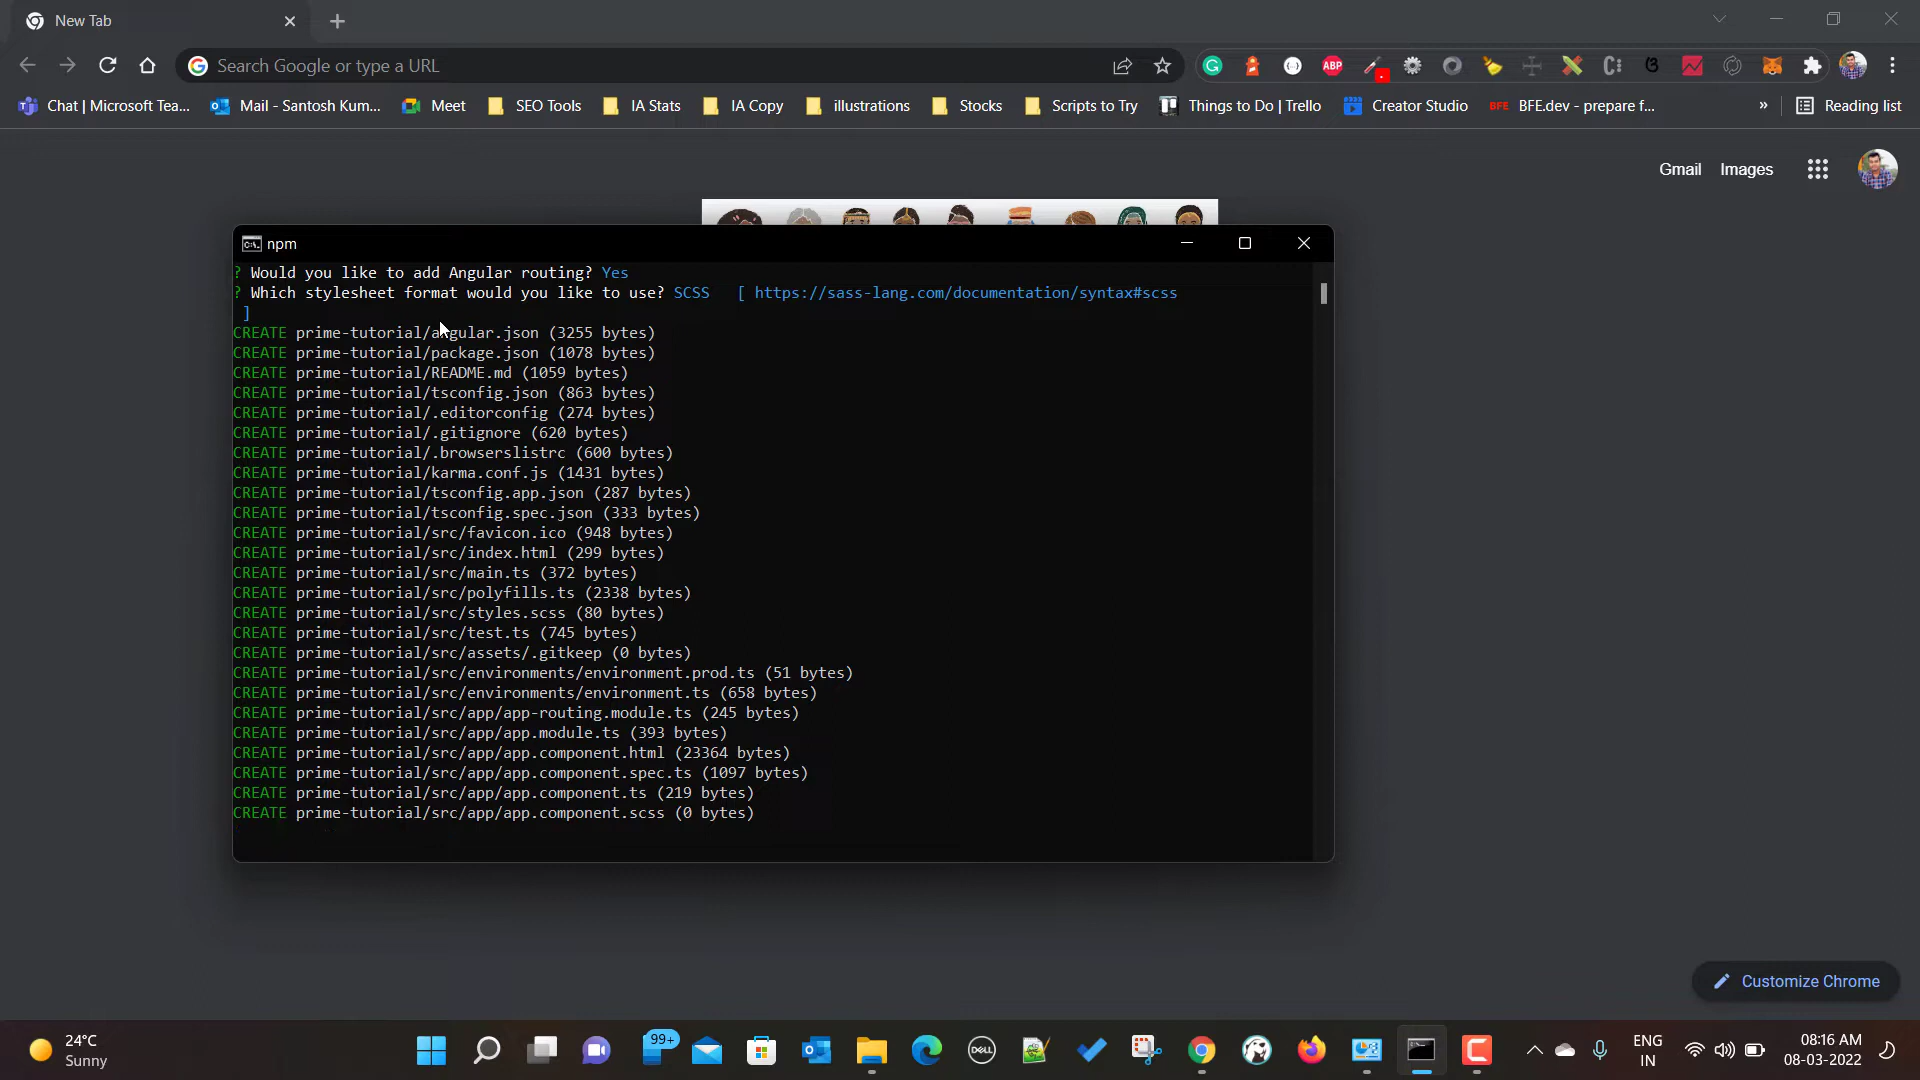 New Tab
Search Google or type a URL
ABP
Chat | Microsoft Tea...
Mail - Santosh Kum...
Meet
SEO Tools
IA Stats
IA Copy
illustrations
Stocks
Scripts to Try
Things to Do | Trello
Creator Studio
BFE BFE.dev - prepare f...
»
Reading list
Gmail Images
npm
? Would you like to add Angular routing? Yes
? Which stylesheet format would you like to use? SCSS   [ https://sass-lang.com/documentation/syntax#scss
]
CREATE prime-tutorial/angular.json (3255 bytes)
CREATE prime-tutorial/package.json (1078 bytes)
CREATE prime-tutorial/README.md (1059 bytes)
CREATE prime-tutorial/tsconfig.json (863 bytes)
CREATE prime-tutorial/.editorconfig (274 bytes)
CREATE prime-tutorial/.gitignore (620 bytes)
CREATE prime-tutorial/.browserslistrc (600 bytes)
CREATE prime-tutorial/karma.conf.js (1431 bytes)
CREATE prime-tutorial/tsconfig.app.json (287 bytes)
CREATE prime-tutorial/tsconfig.spec.json (333 bytes)
CREATE prime-tutorial/src/favicon.ico (948 bytes)
CREATE prime-tutorial/src/index.html (299 bytes)
CREATE prime-tutorial/src/main.ts (372 bytes)
CREATE prime-tutorial/src/polyfills.ts (2338 bytes)
CREATE prime-tutorial/src/styles.scss (80 bytes)
CREATE prime-tutorial/src/test.ts (745 bytes)
CREATE prime-tutorial/src/assets/.gitkeep (0 bytes)
CREATE prime-tutorial/src/environments/environment.prod.ts (51 bytes)
CREATE prime-tutorial/src/environments/environment.ts (658 bytes)
CREATE prime-tutorial/src/app/app-routing.module.ts (245 bytes)
CREATE prime-tutorial/src/app/app.module.ts (393 bytes)
CREATE prime-tutorial/src/app/app.component.html (23364 bytes)
CREATE prime-tutorial/src/app/app.component.spec.ts (1097 bytes)
CREATE prime-tutorial/src/app/app.component.ts (219 bytes)
CREATE prime-tutorial/src/app/app.component.scss (0 bytes)
Customize Chrome
24°C
Sunny
99+
DELL
ENG
IN
08:16 AM
08-03-2022